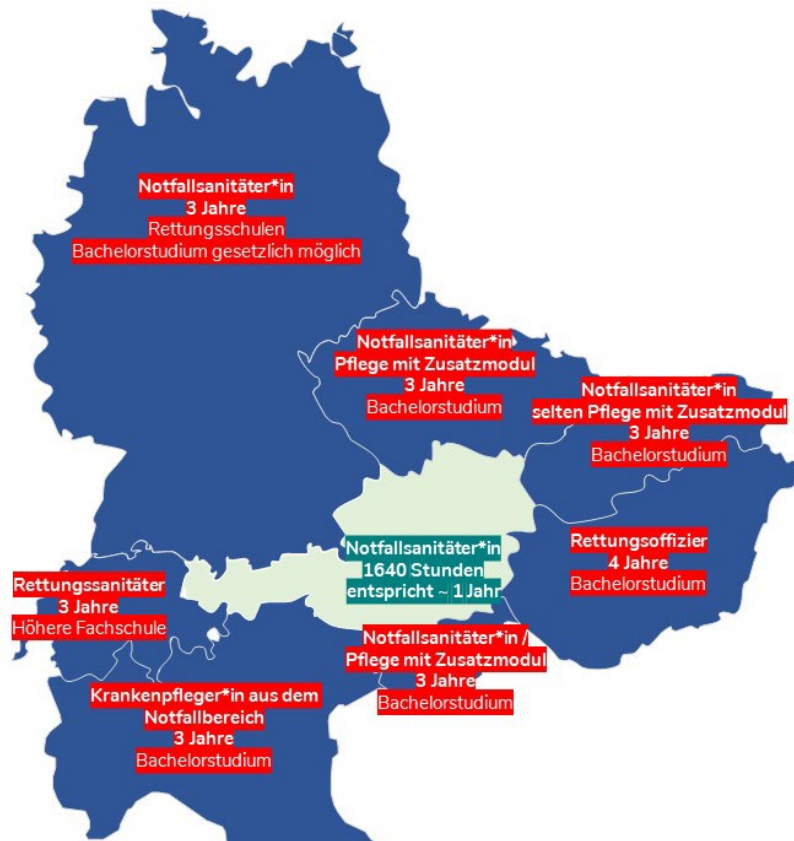 Notfallsanitäter*in
3 Jahre
Rettungsschulen
Bachelorstudium gesetzlich möglich
Notfallsanitäter*in
Pflege mit Zusatzmodul
3 Jahre
Bachelorstudium
Notfallsanitäter*in
selten Pflege mit Zusatzmodul
3 Jahre
Bachelorstudium
Notfallsanitäter*in
1640 Stunden
entspricht ~ 1 Jahr
Rettungsoffizier
4 Jahre
Bachelorstudium
Rettungssanitäter
3 Jahre
Höhere Fachschule
Notfallsanitäter*in /
Pflege mit Zusatzmodul
3 Jahre
Bachelorstudium
Krankenpfleger*in aus dem
Notfallbereich
3 Jahre
Bachelorstudium